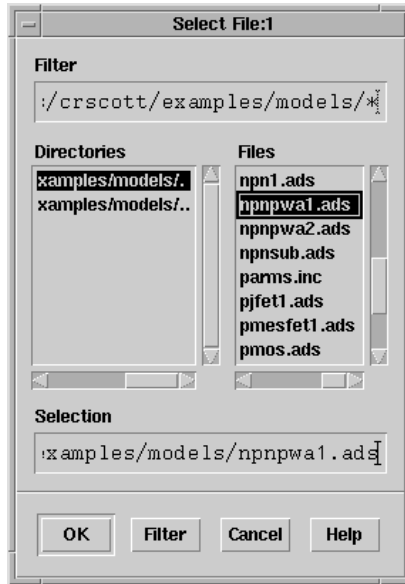 Select File:1
Filter
:/crscott/examples/models/*
Directories
xamples/models/.
xamples/models/..
Files
npn1.ads
npnpwa1.ads
npnpwa2.ads
npnsub.ads
parms.inc
pjfet1.ads
pmesfet1.ads
pmos.ads
Selection
xamples/models/npnpwa1.ads
OK Filter Cancel Help